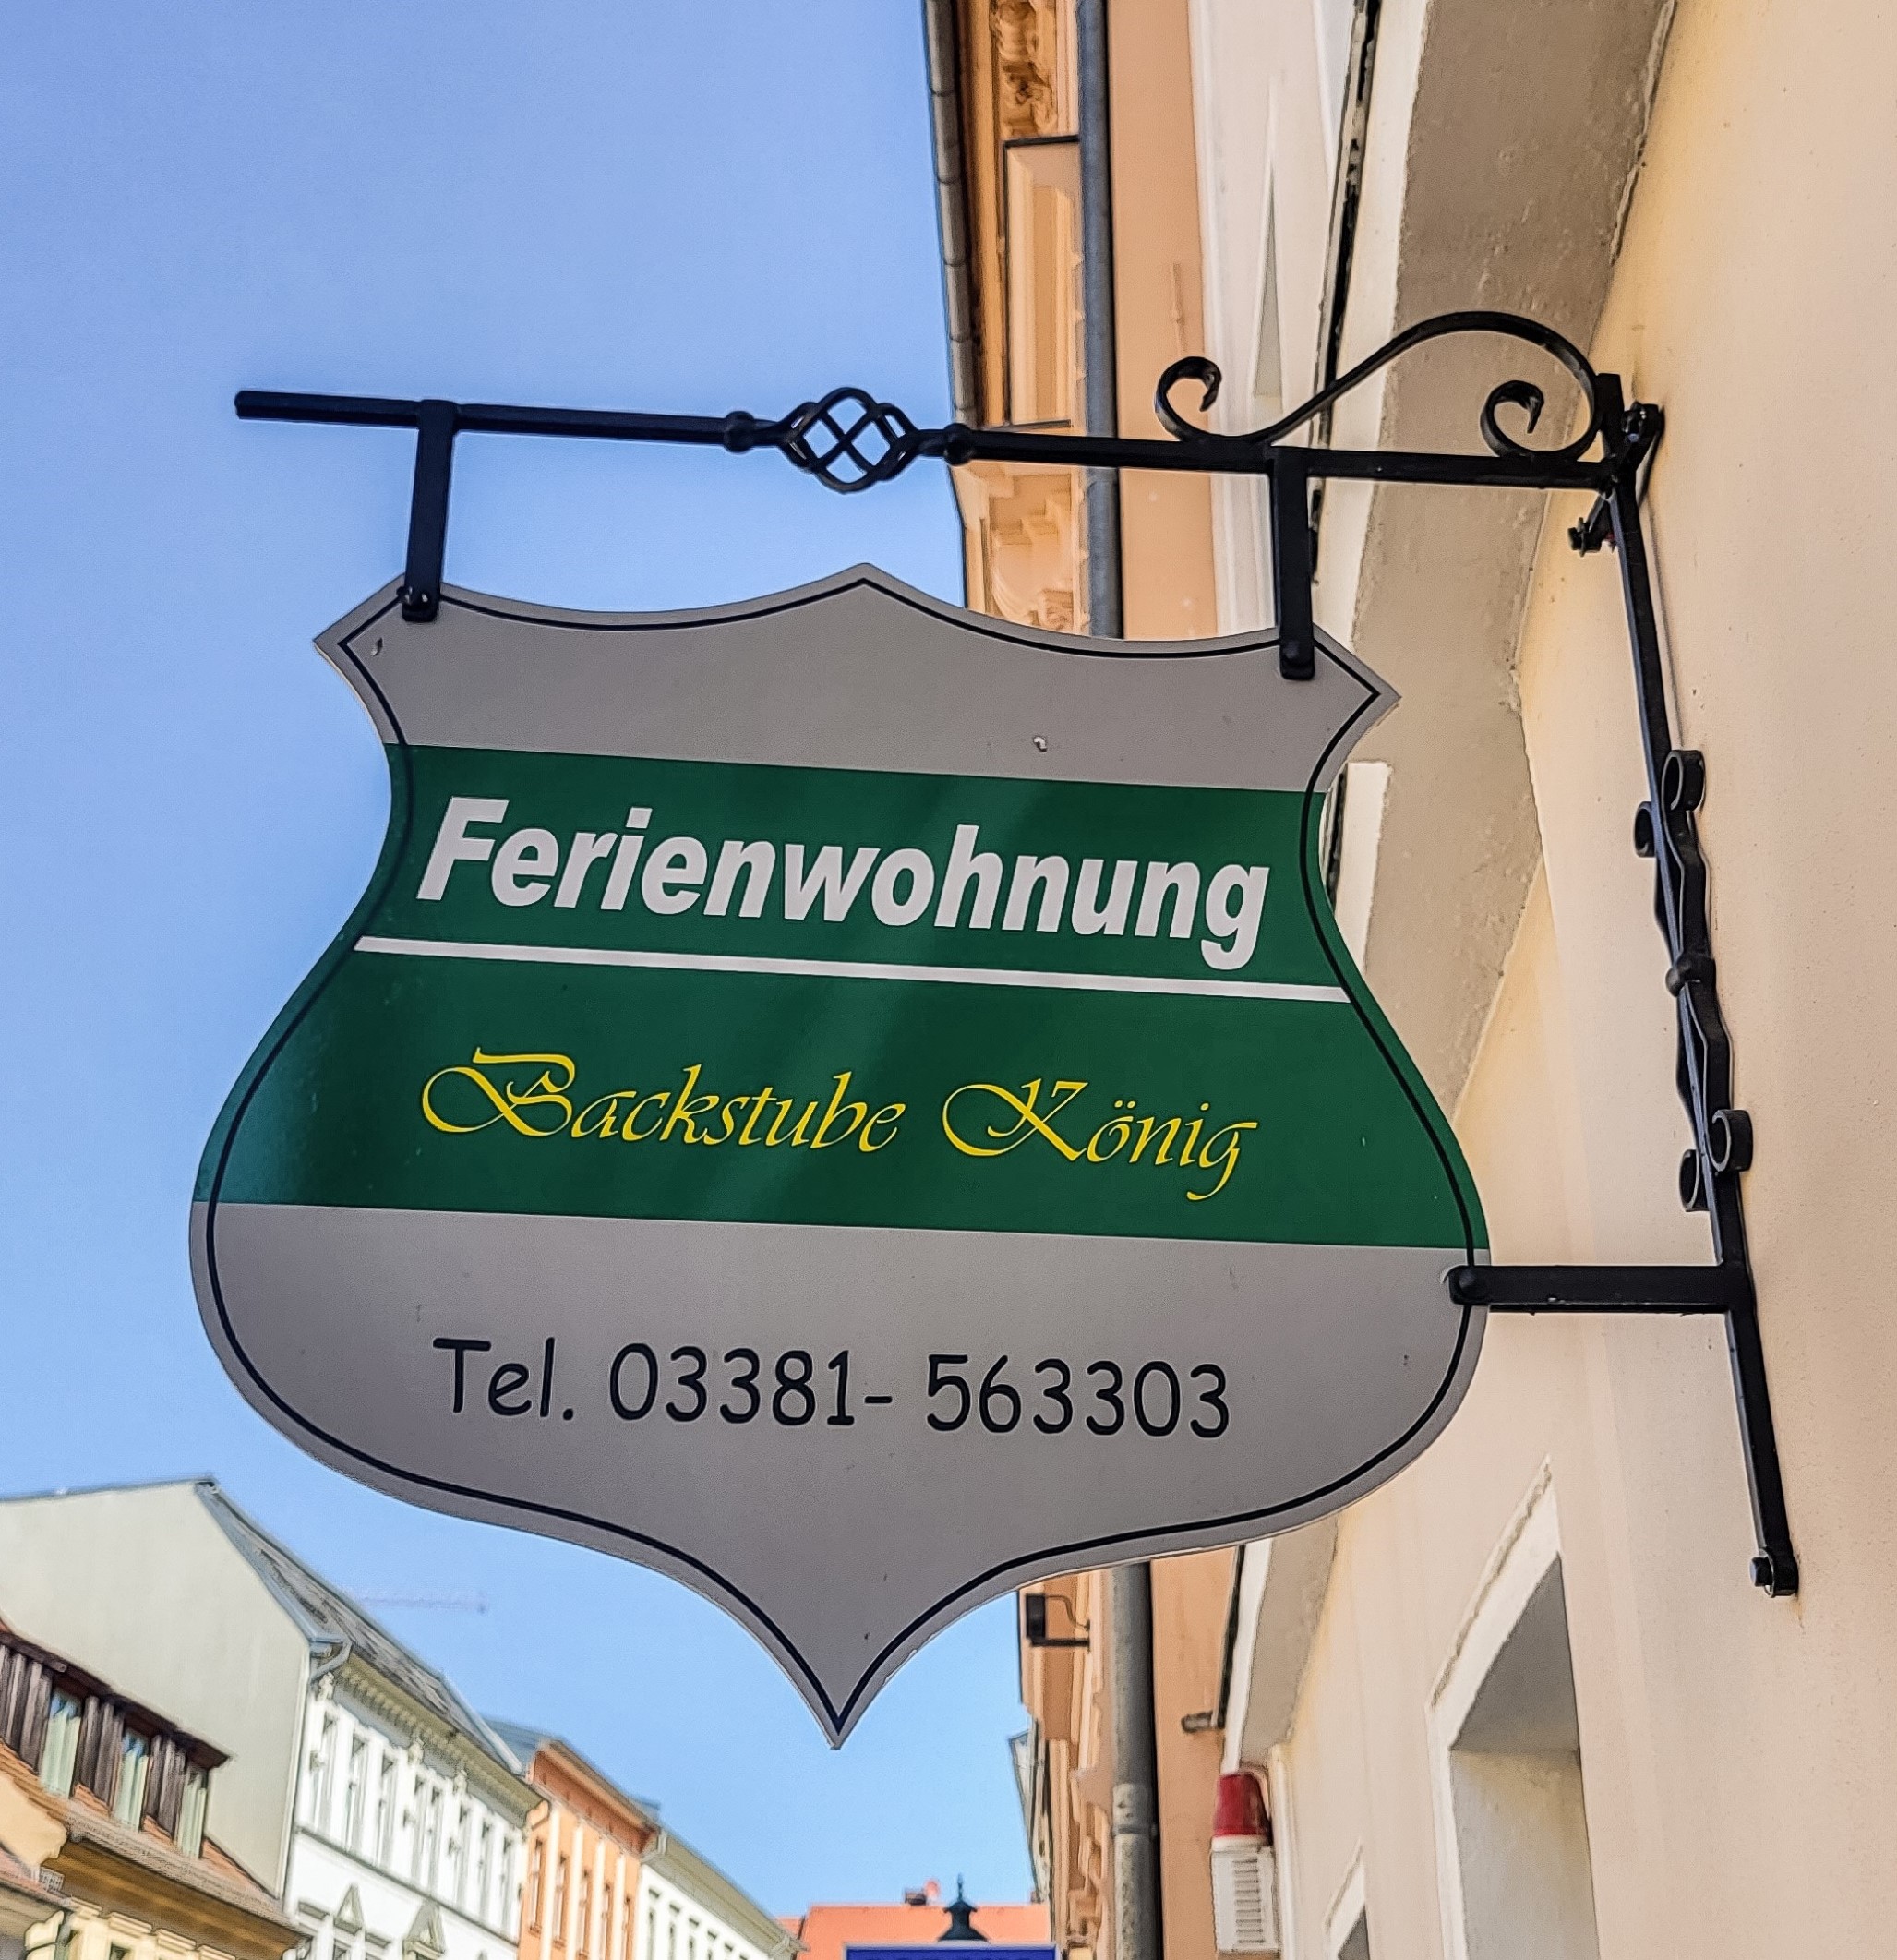 Ferienwohnung
Backstube König
Tel. 03381- 563303